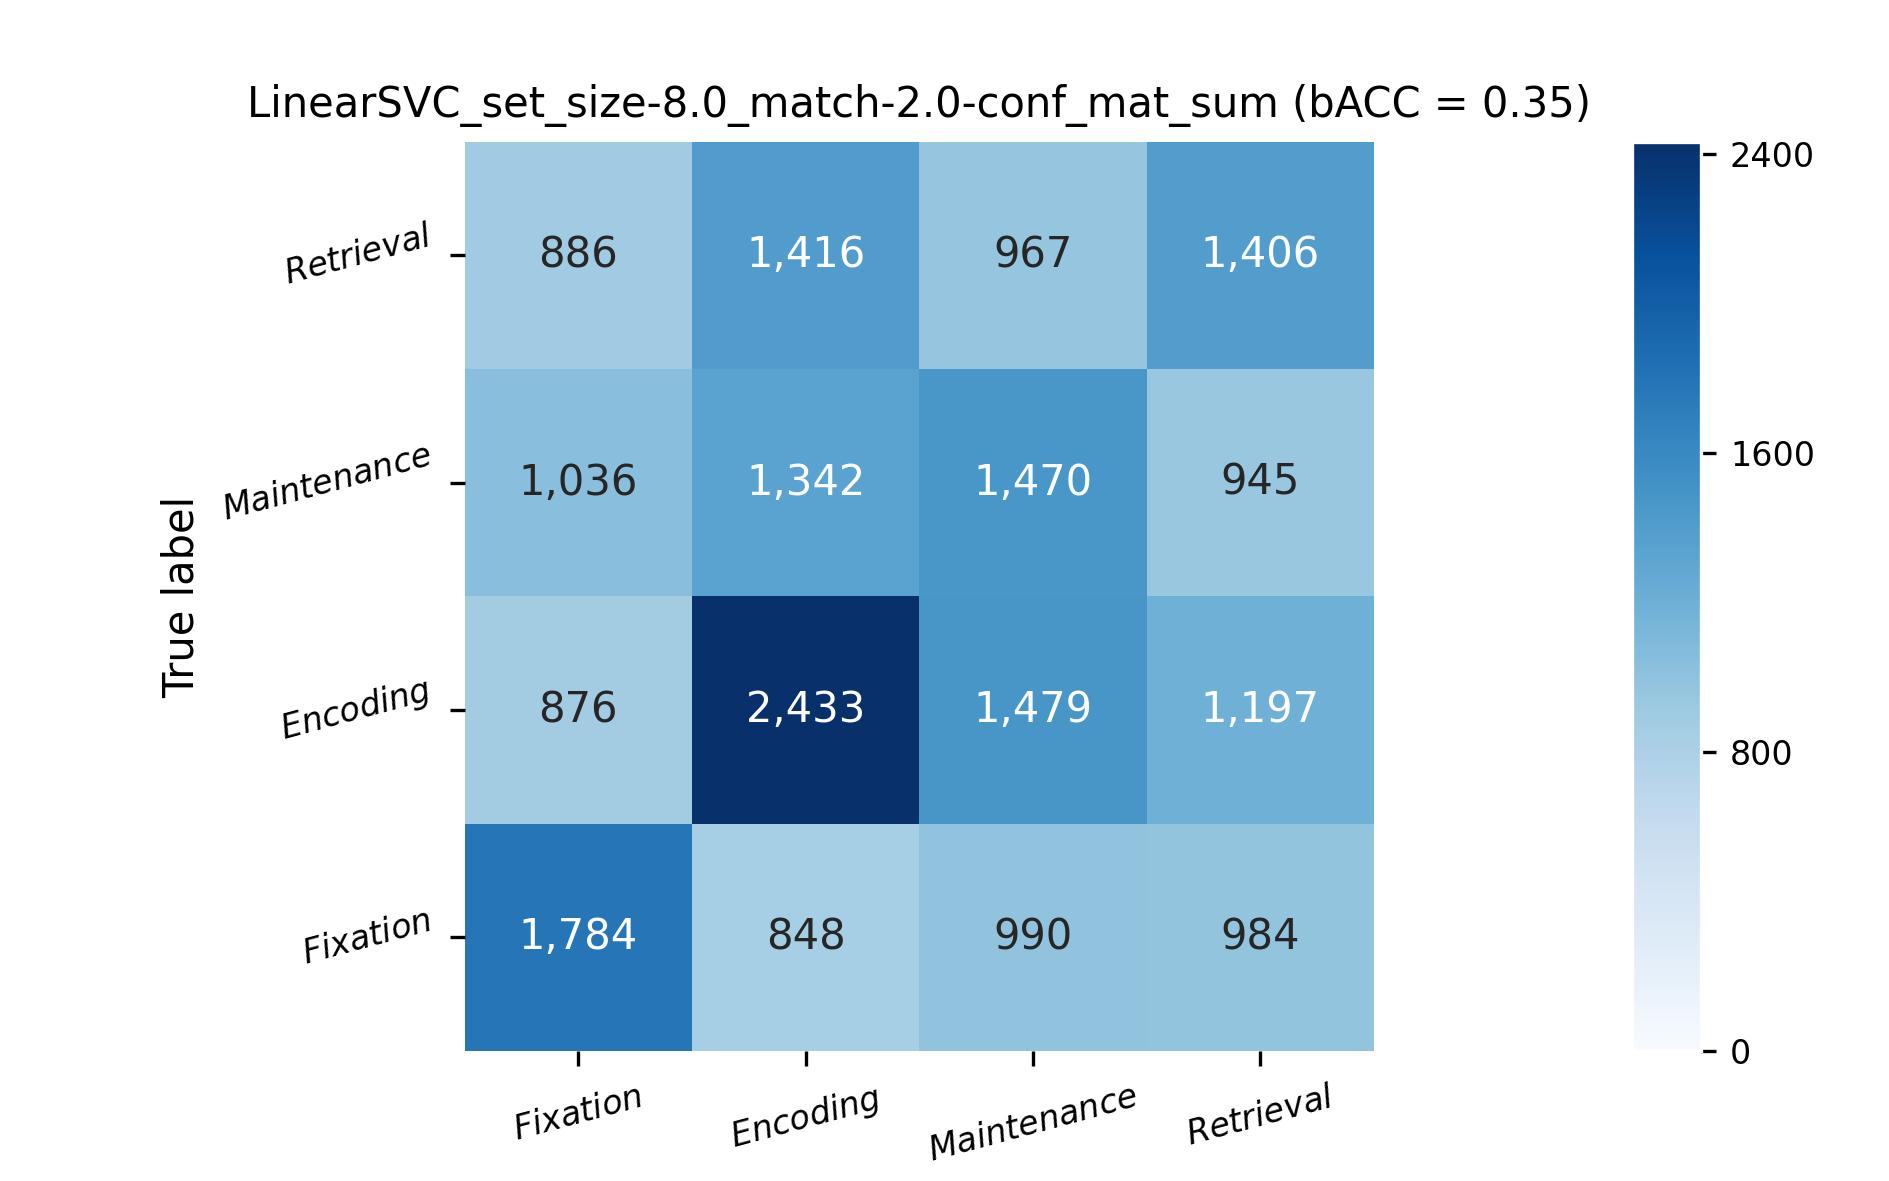 LinearSVC_set_size-8.0_match-2.0-conf_mat_sum (bACC = 0.35)
True label
Retrieval
886 1,416 967 1,406
Maintenance
1,036 1,342 1,470 945
Encoding
876 2,433 1,479 1,197
Fixation
1,784 848 990 984
Fixation Encoding Maintenance Retrieval
2400
1600
800
0